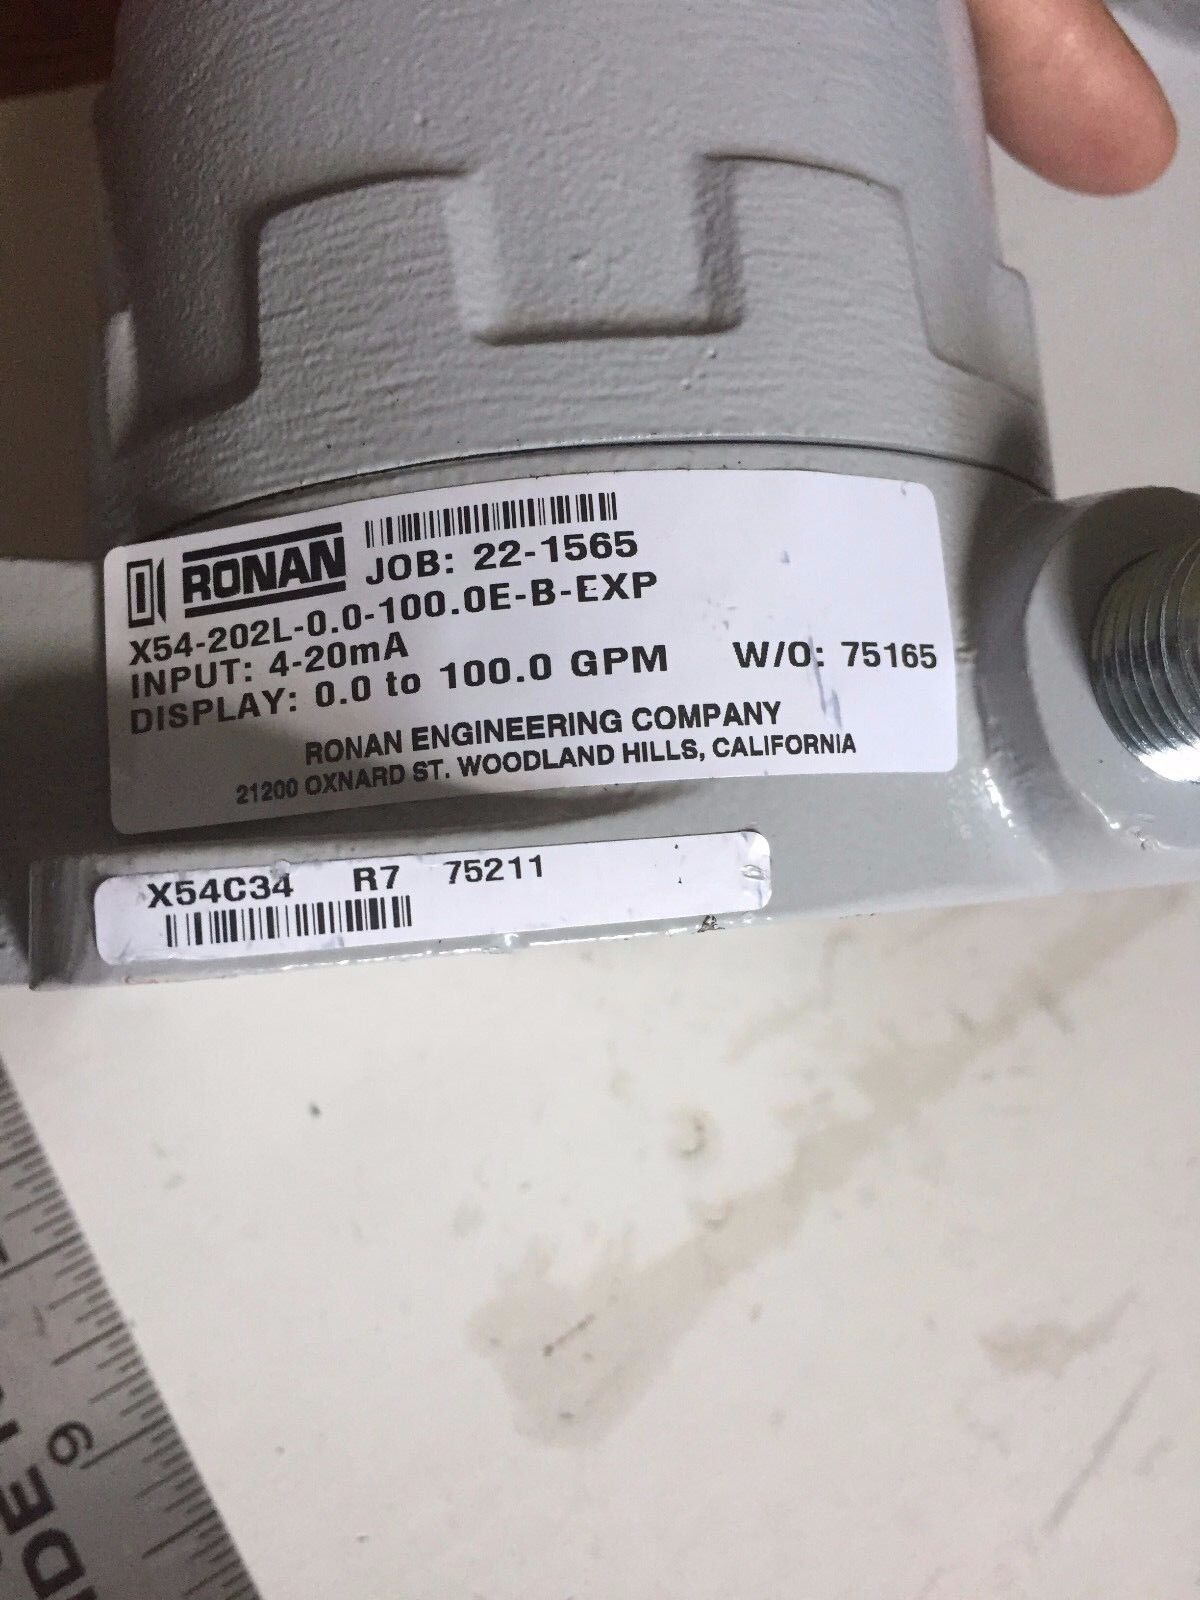 RONAN
JOB: 22-1565
X54-202L-0.0-100.0E-B-EXP
INPUT: 4-20mA
DISPLAY: 0.0 to 100.0 GPM W/O: 75165
RONAN ENGINEERING COMPANY
21200 OXNARD ST. WOODLAND HILLS, CALIFORNIA
X54C34 R7 75211
9